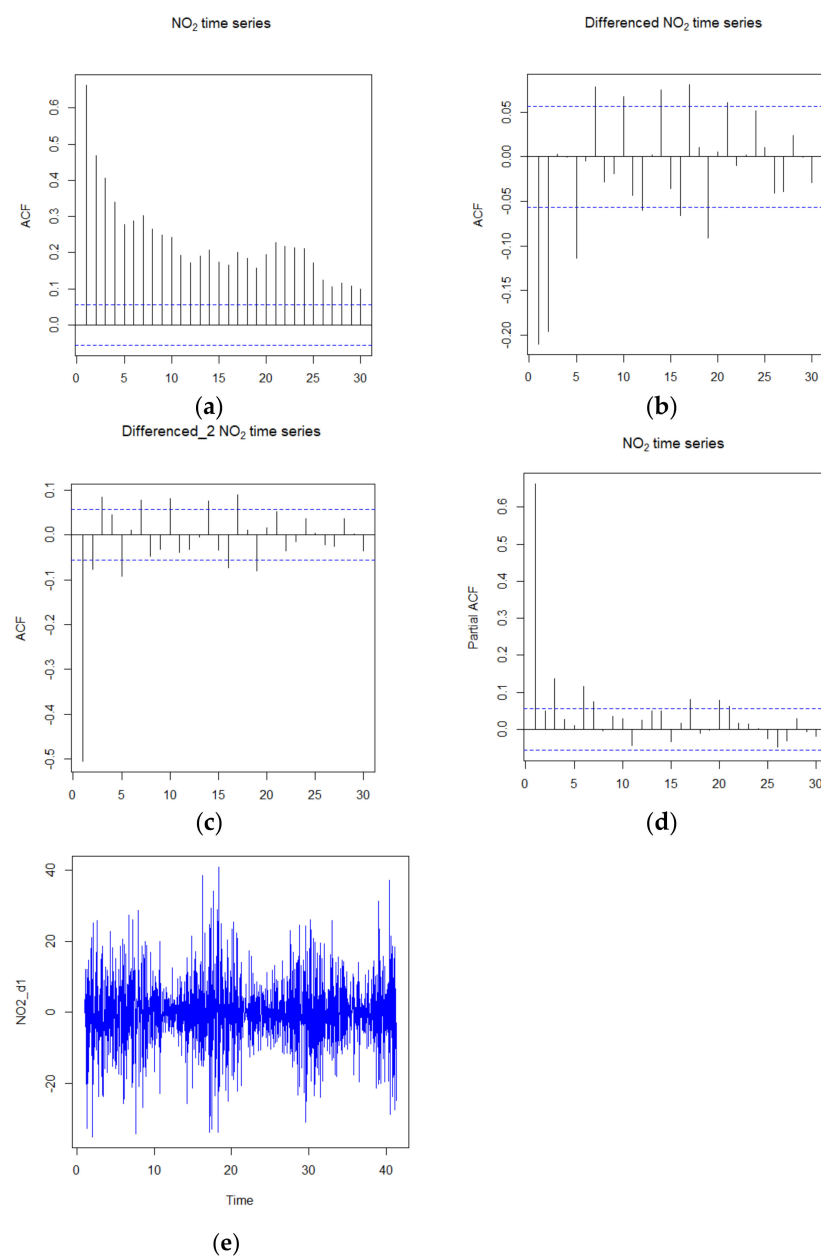 NO2 time series
Differenced NO2 time series
ACF
0.0 0.1 0.2 0.3 0.4 0.5 0.6
0 5 10 15 20 25 30
ACF
-0.20 -0.15 -0.10 -0.05 0.00 0.05
0 5 10 15 20 25 30
(a)
(b)
Differenced_2 NO2 time series
NO2 time series
ACF
-0.5 -0.4 -0.3 -0.2 -0.1 0.0 0.1
0 5 10 15 20 25 30
Partial ACF
0.0 0.1 0.2 0.3 0.4 0.5 0.6
0 5 10 15 20 25 30
(c)
(d)
NO2_d1
-20 0 20 40
0 10 20 30 40
Time
(e)